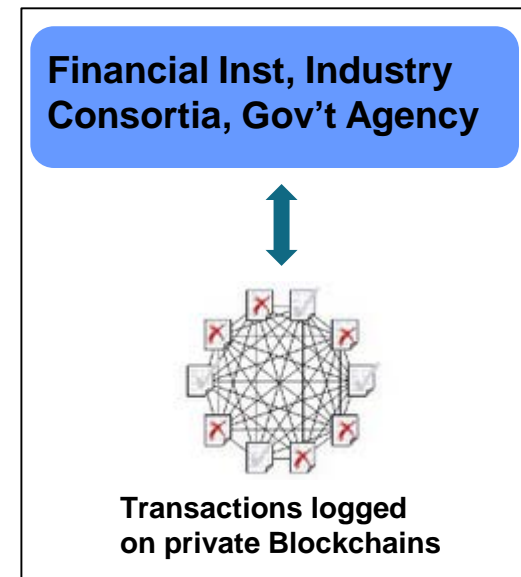 Financial Inst, Industry
Consortia, Gov't Agency
Transactions logged
on private Blockchains